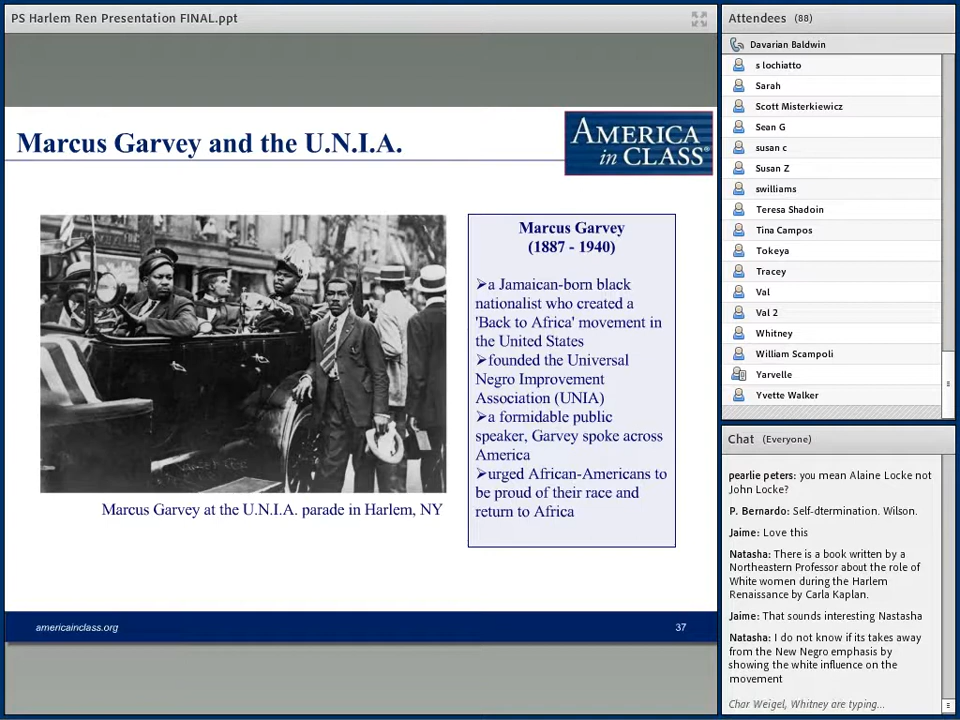 PS Harlem Ren Presentation FINAL.ppt
Marcus Garvey and the U.N.I.A.
AMERICA
in CLASS®
Marcus Garvey
(1887 - 1940)
➢a Jamaican-born black
nationalist who created a
'Back to Africa' movement in
the United States
➢founded the Universal
Negro Improvement
Association (UNIA)
➢a formidable public
speaker, Garvey spoke across
America
➢urged African-Americans to
be proud of their race and
return to Africa
Marcus Garvey at the U.N.I.A. parade in Harlem, NY
americainclass.org
37
Attendees (88)
Davarian Baldwin
s lochiatto
Sarah
Scott Misterkiewicz
Sean G
susan c
Susan Z
swilliams
Teresa Shadoin
Tina Campos
Tokeya
Tracey
Val
Val 2
Whitney
William Scampoli
Yarvelle
Yvette Walker
Chat (Everyone)
pearlie peters: you mean Alaine Locke not
John Locke?
P. Bernardo: Self-dtermination. Wilson.
Jaime: Love this
Natasha: There is a book written by a
Northeastern Professor about the role of
White women during the Harlem
Renaissance by Carla Kaplan.
Jaime: That sounds interesting Nastasha
Natasha: I do not know if its takes away
from the New Negro emphasis by
showing the white influence on the
movement
Char Weigel, Whitney are typing...